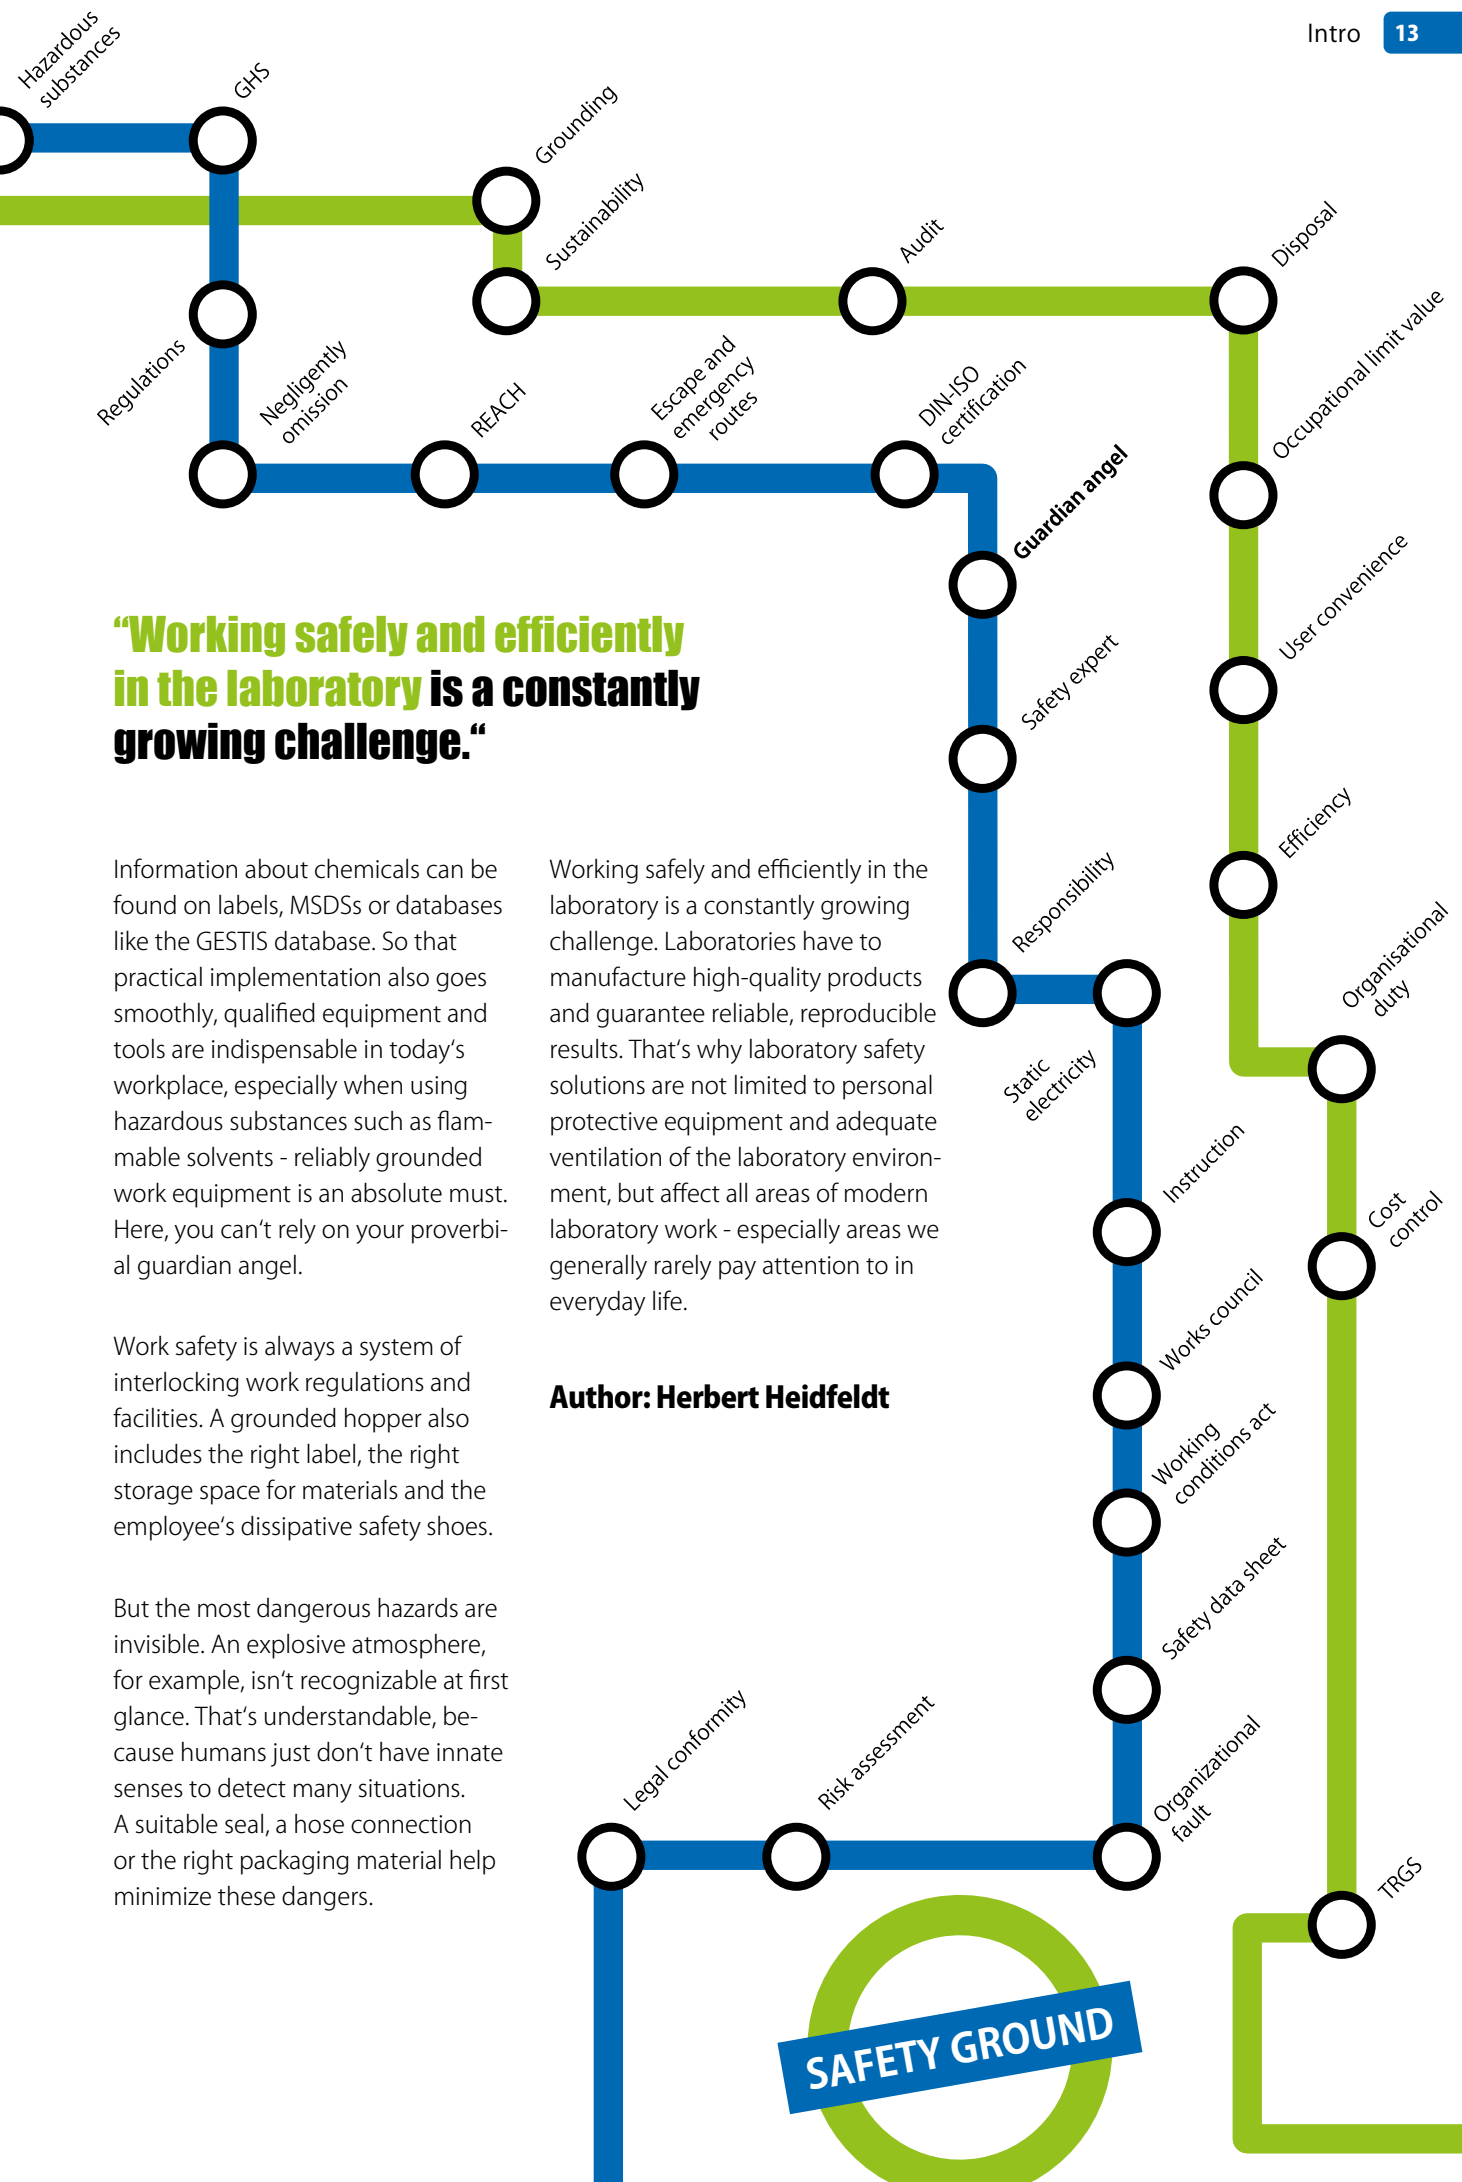 Intro 13
Hazardous
substances
GHS
Grounding
Sustainability
Audit
Disposal
Regulations
Negligently
omission
REACH
Escape and
emergency
routes
DIN-ISO
certification
Occupational limit value
Guardian angel
User convenience
Safety expert
Efficiency
Responsibility
Organisational
duty
Static
electricity
Instruction
Cost
control
Works council
Working
conditions act
Safety data sheet
Organizational
fault
Risk assessment
Legal conformity
TRGS
“Working safely and efficiently
in the laboratory is a constantly
growing challenge.“
Information about chemicals can be
found on labels, MSDSs or databases
like the GESTIS database. So that
practical implementation also goes
smoothly, qualified equipment and
tools are indispensable in today‘s
workplace, especially when using
hazardous substances such as flam-
mable solvents - reliably grounded
work equipment is an absolute must.
Here, you can‘t rely on your proverbi-
al guardian angel.
Work safety is always a system of
interlocking work regulations and
facilities. A grounded hopper also
includes the right label, the right
storage space for materials and the
employee‘s dissipative safety shoes.
But the most dangerous hazards are
invisible. An explosive atmosphere,
for example, isn‘t recognizable at first
glance. That‘s understandable, be-
cause humans just don‘t have innate
senses to detect many situations.
A suitable seal, a hose connection
or the right packaging material help
minimize these dangers.
Working safely and efficiently in the
laboratory is a constantly growing
challenge. Laboratories have to
manufacture high-quality products
and guarantee reliable, reproducible
results. That‘s why laboratory safety
solutions are not limited to personal
protective equipment and adequate
ventilation of the laboratory environ-
ment, but affect all areas of modern
laboratory work - especially areas we
generally rarely pay attention to in
everyday life.
Author: Herbert Heidfeldt
SAFETY GROUND